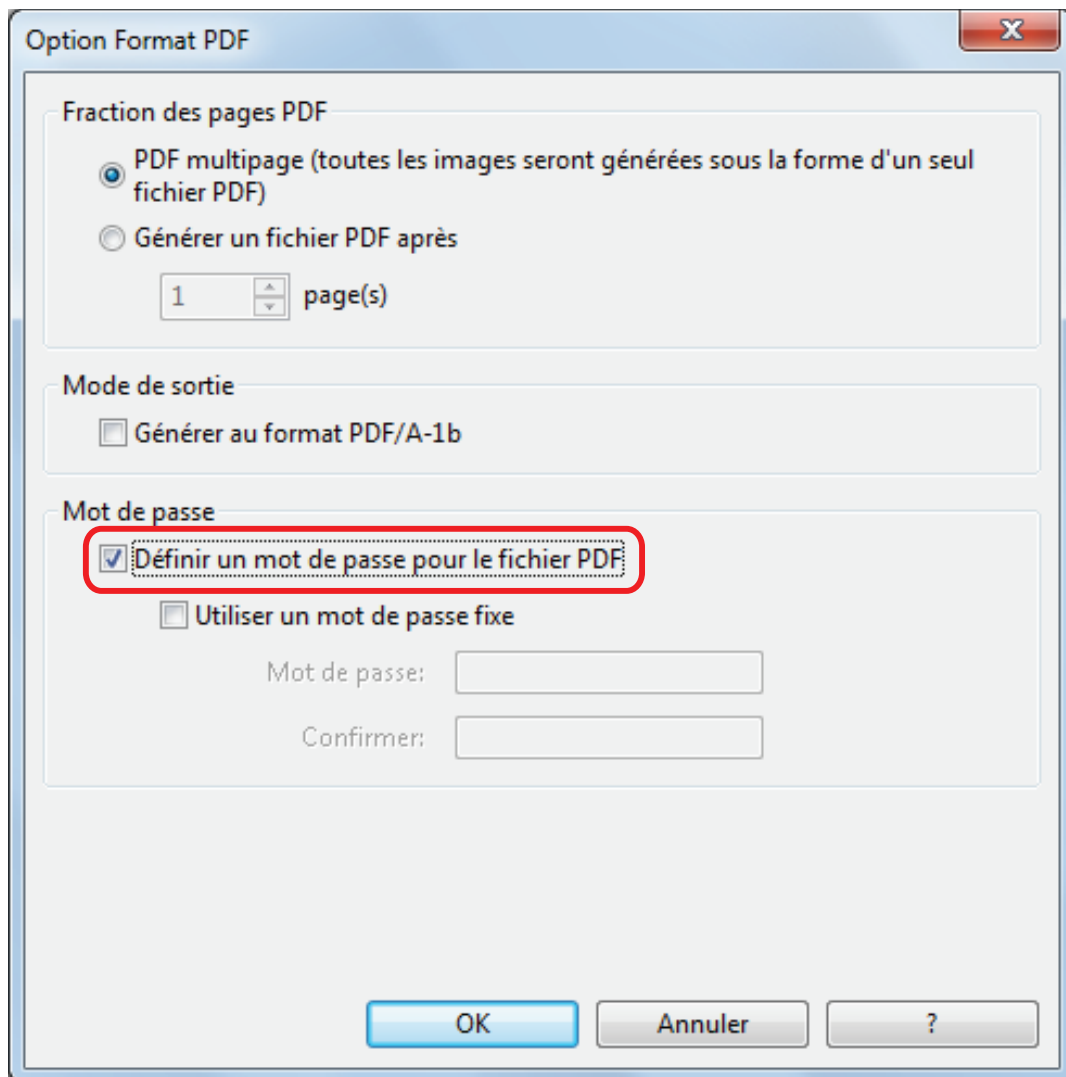 Option Format PDF
Fraction des pages PDF
PDF multipage (toutes les images seront générées sous la forme d'un seul
fichier PDF)
Générer un fichier PDF après
1 page(s)
Mode de sortie
Générer au format PDF/A-1b
Mot de passe
Définir un mot de passe pour le fichier PDF
Utiliser un mot de passe fixe
Mot de passe:
Confirmer:
OK Annuler ?